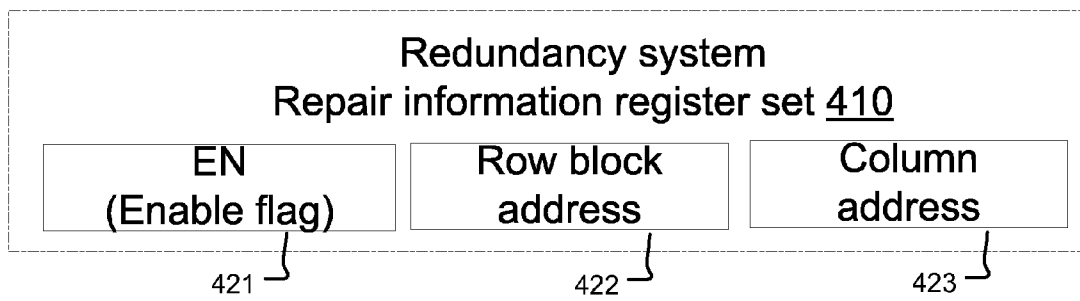 Redundancy system
Repair information register set 410
EN
(Enable flag)
Row block
address
Column
address
421
422
423